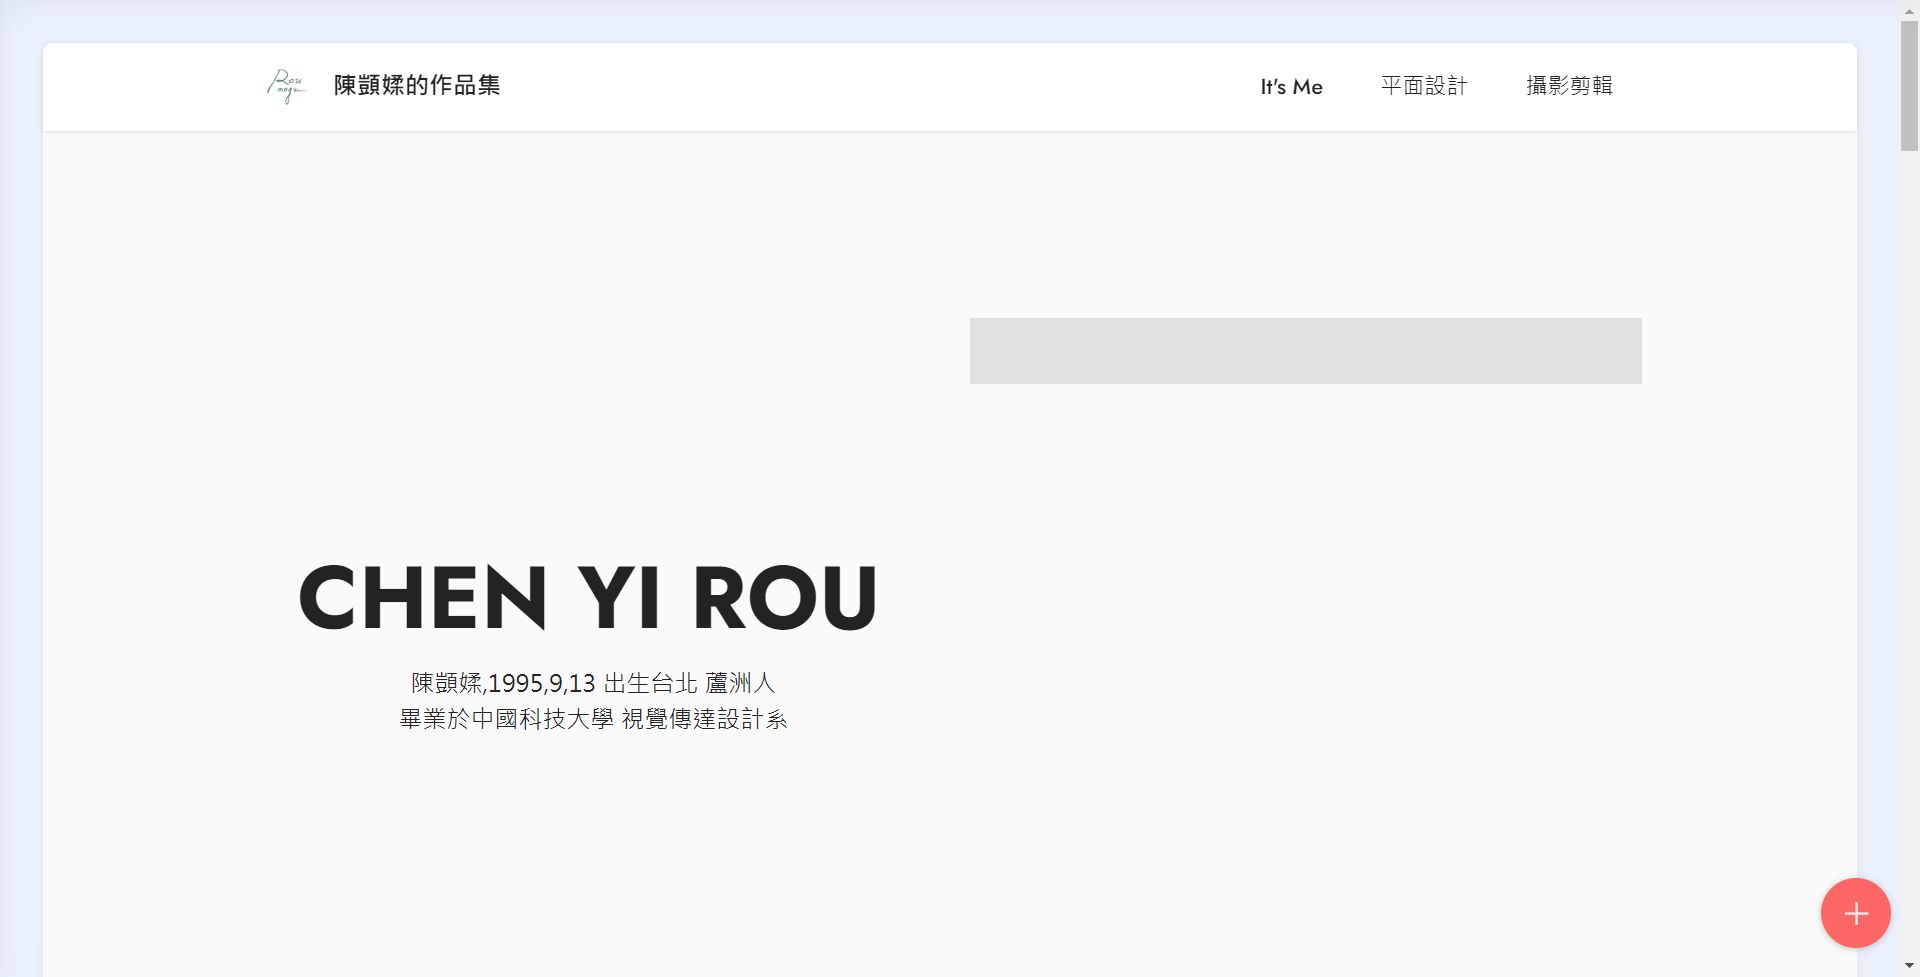 Rou
陳顗媃的作品集
It's Me
平面設計
攝影剪輯
CHEN YI ROU
陳顗媃,1995,9,13 出生台北 蘆洲人
畢業於中國科技大學 視覺傳達設計系